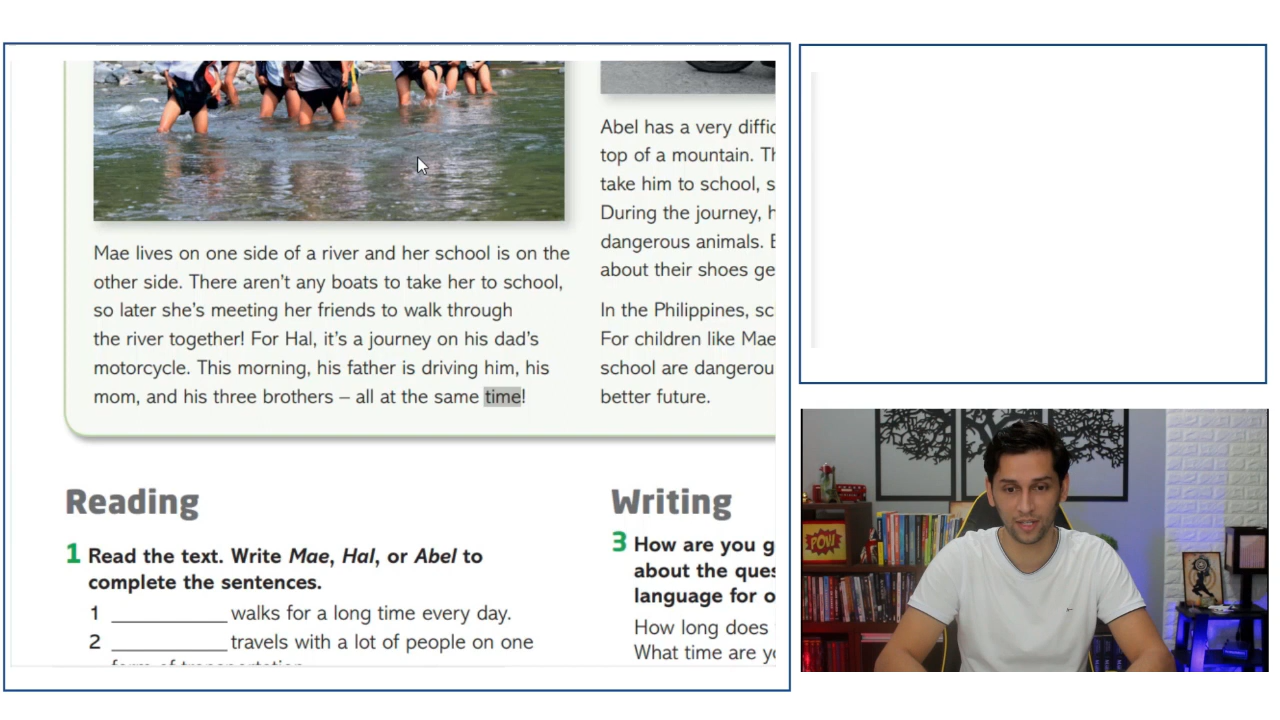 Mae lives on one side of a river and her school is on the
other side. There aren't any boats to take her to school,
so later she's meeting her friends to walk through
the river together! For Hal, it's a journey on his dad's
motorcycle. This morning, his father is driving him, his
mom, and his three brothers – all at the same time!
Abel has a very
top of a mountain.
take him to school,
During the journey,
dangerous animals.
about their shoes
In the Philippines,
For children like Mae
school are
better future.
Reading
1 Read the text. Write Mae, Hal, or Abel to
complete the sentences.
1 ____________ walks for a long time every day.
2 ____________ travels with a lot of people on one
Writing
3 How are you
about the
language for
How long does
What time are
POW